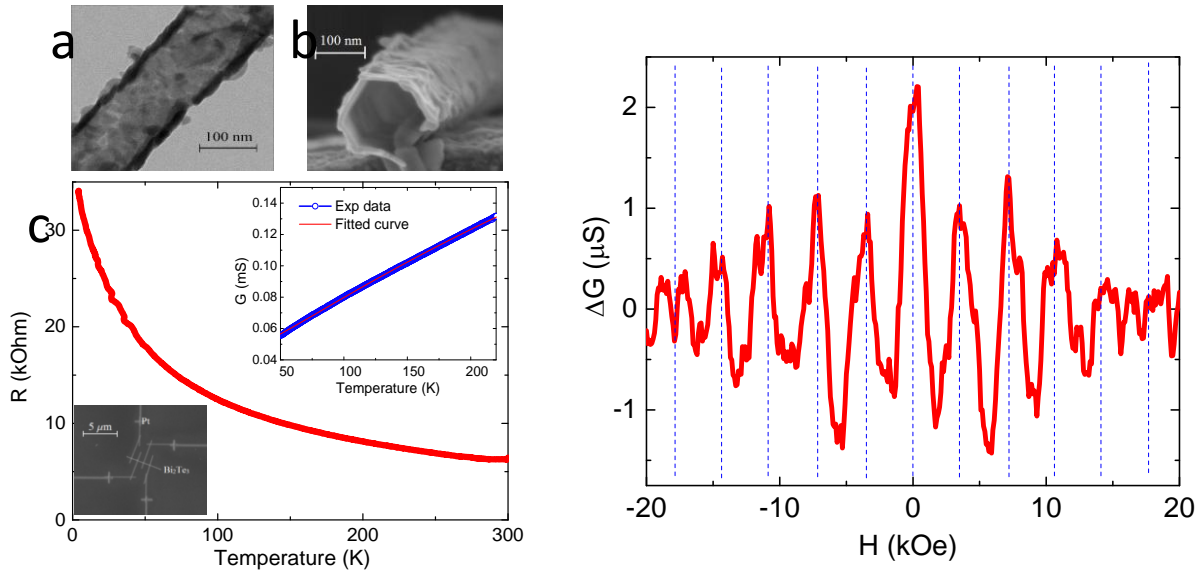 a
100 nm
b
100 nm
c
R (kOhm)
30
20
10
0
0
100
200
300
Temperature (K)
G (mS)
0.14
0.12
0.10
0.08
0.06
0.04
50
100
150
200
Temperature (K)
Exp data
Fitted curve
5 μm
Pt
Bi₂Te₃
ΔG (μS)
2
1
0
-1
-20
-10
0
10
20
H (kOe)